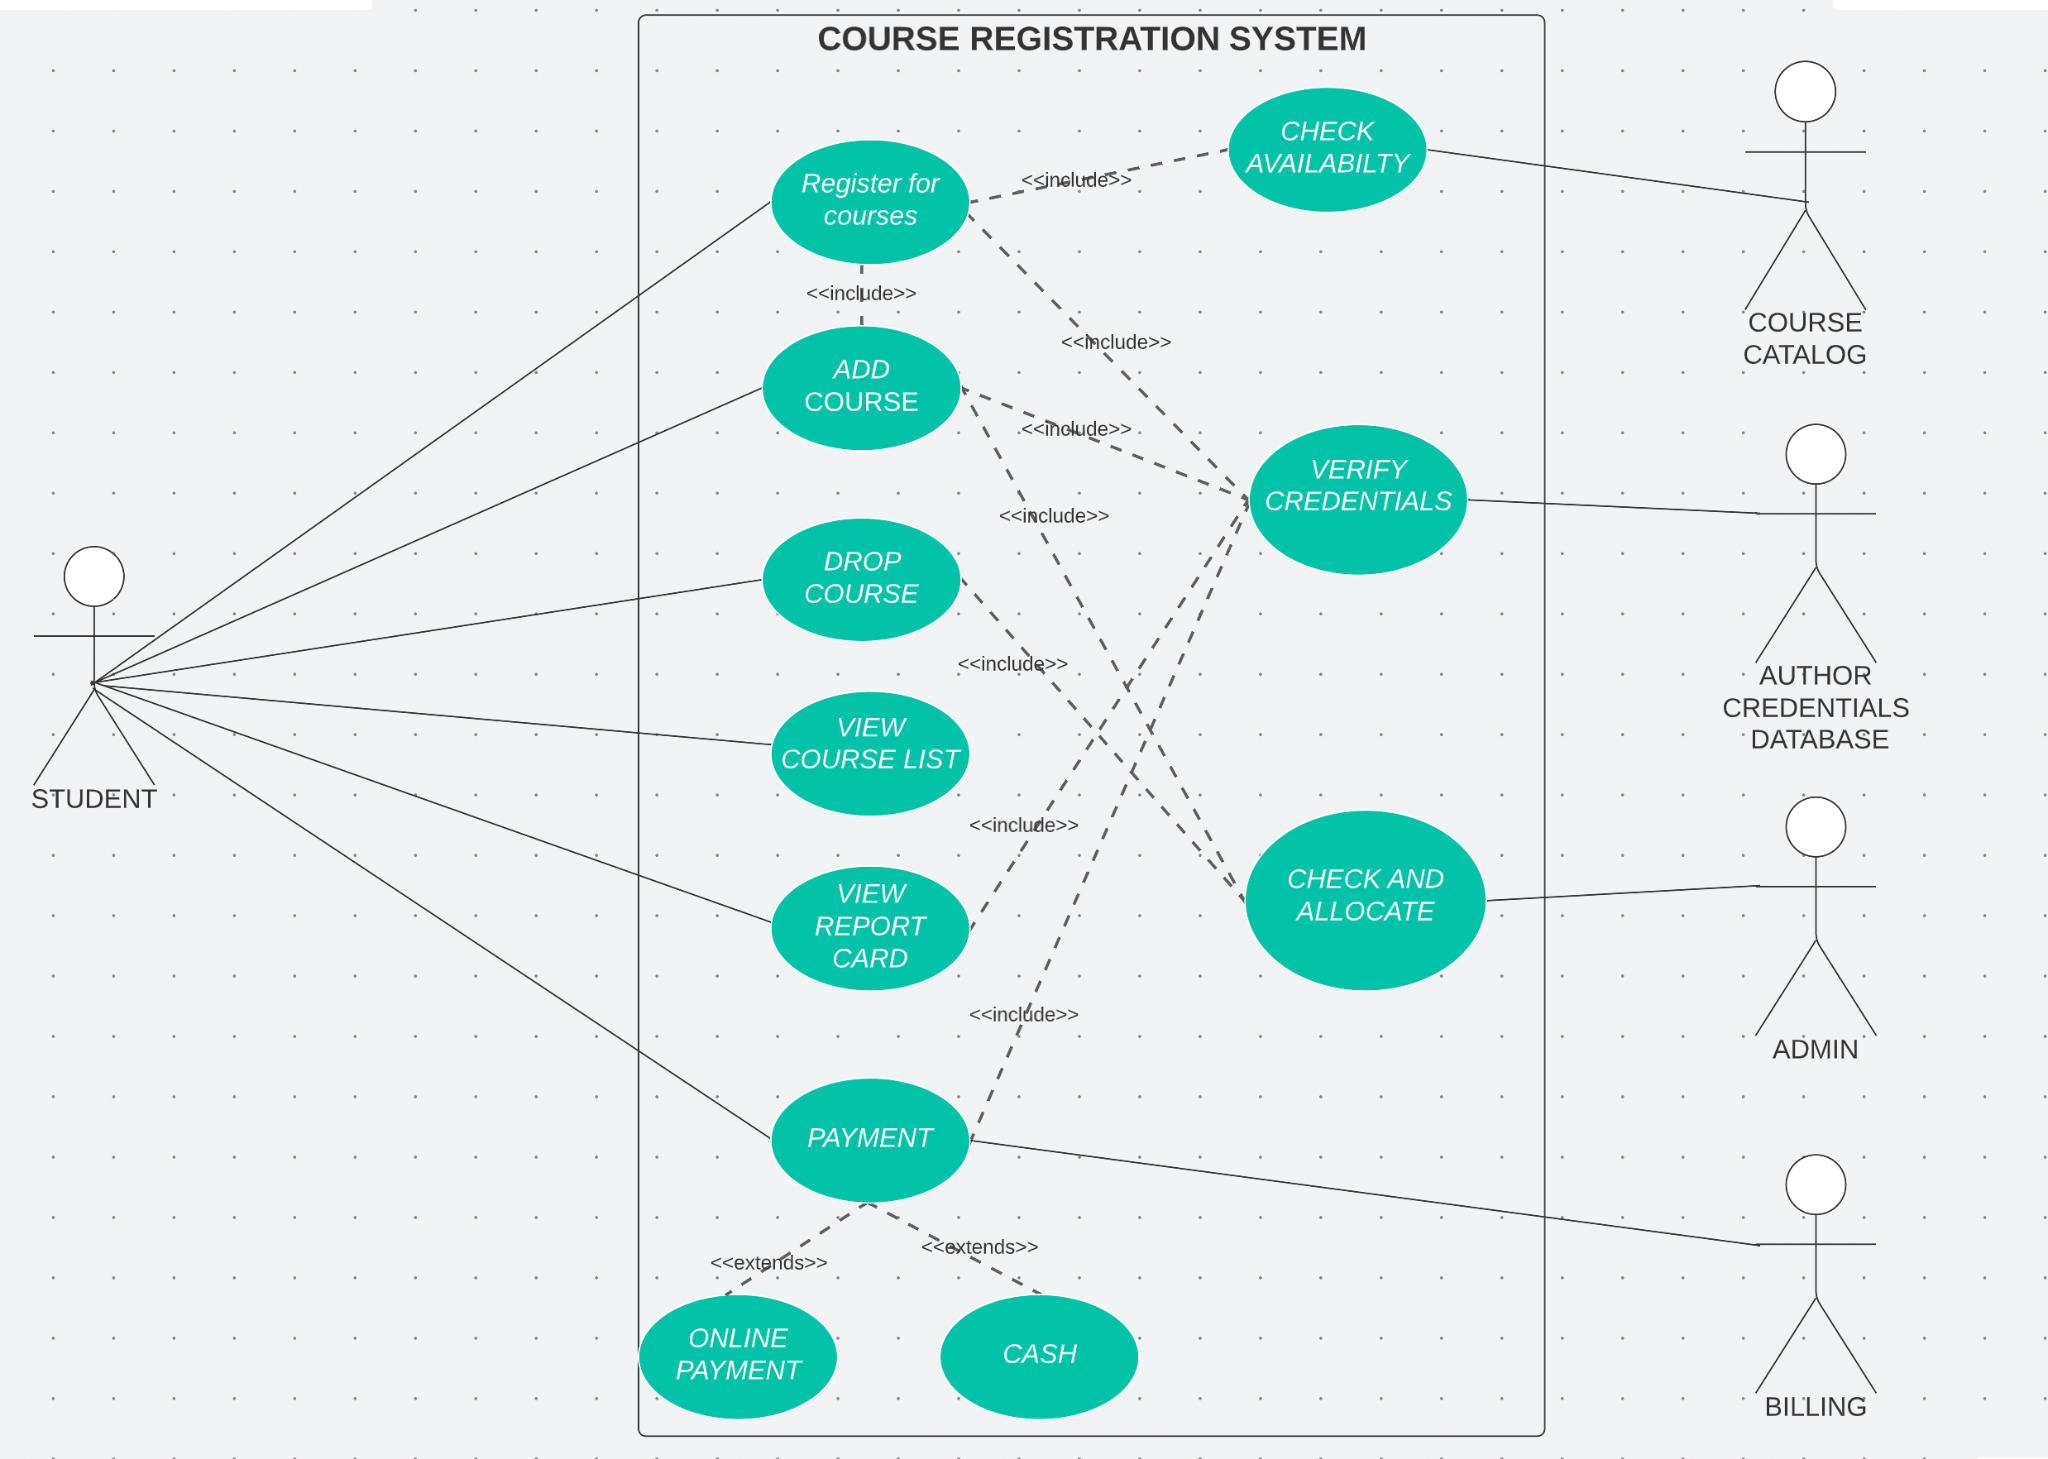 COURSE REGISTRATION SYSTEM
CHECK
AVAILABILTY
Register for
courses
<<include>>
<<include>>
<<include>>
COURSE
CATALOG
ADD
COURSE
<<include>>
VERIFY
CREDENTIALS
<<include>>
DROP
COURSE
<<include>>
AUTHOR
CREDENTIALS
DATABASE
VIEW
COURSE LIST
STUDENT
<<include>>
CHECK AND
ALLOCATE
VIEW
REPORT
CARD
<<include>>
ADMIN
PAYMENT
<<extends>>
<<extends>>
ONLINE
PAYMENT
CASH
BILLING